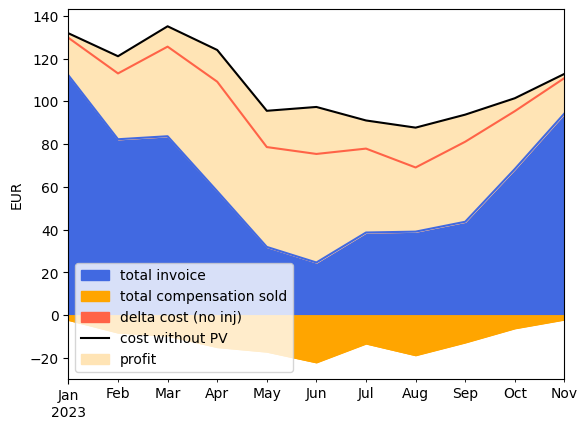 140
120
100
80
60
40
20
0
−20
EUR
total invoice
total compensation sold
delta cost (no inj)
cost without PV
profit
Jan Feb Mar Apr May Jun Jul Aug Sep Oct Nov
2023